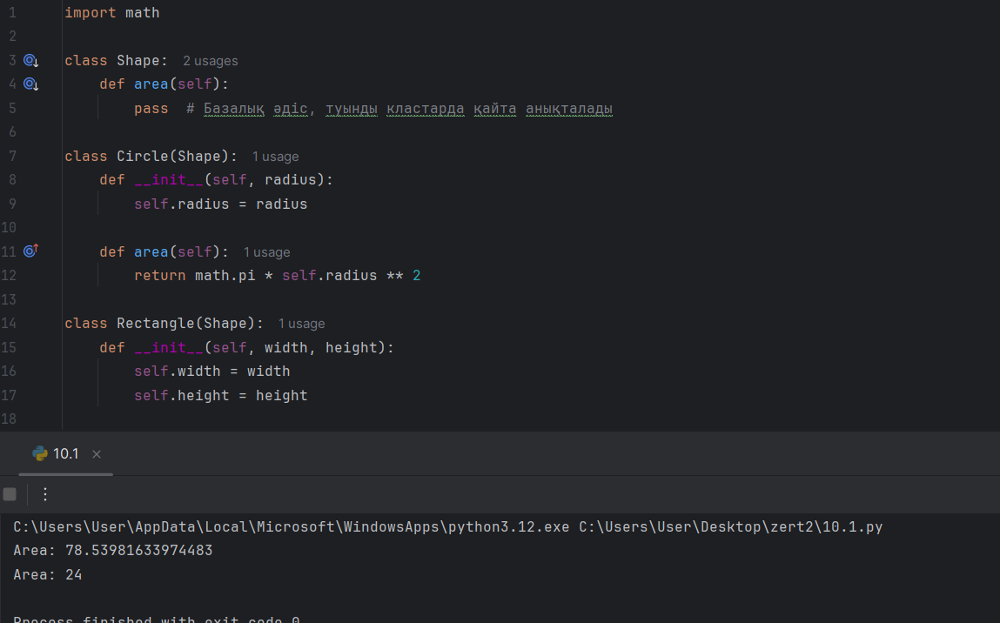 1 import math
2
3 class Shape: 2 usages
4 def area(self):
5 pass # Базалық әдіс, туынды кластарда қайта анықталады
6
7 class Circle(Shape): 1 usage
8 def __init__(self, radius):
9 self.radius = radius
10
11 def area(self): 1 usage
12 return math.pi * self.radius ** 2
13
14 class Rectangle(Shape): 1 usage
15 def __init__(self, width, height):
16 self.width = width
17 self.height = height
18
10.1
C:\Users\User\AppData\Local\Microsoft\WindowsApps\python3.12.exe C:\Users\User\Desktop\zert2\10.1.py
Area: 78.53981633974483
Area: 24
Process finished with exit code 0